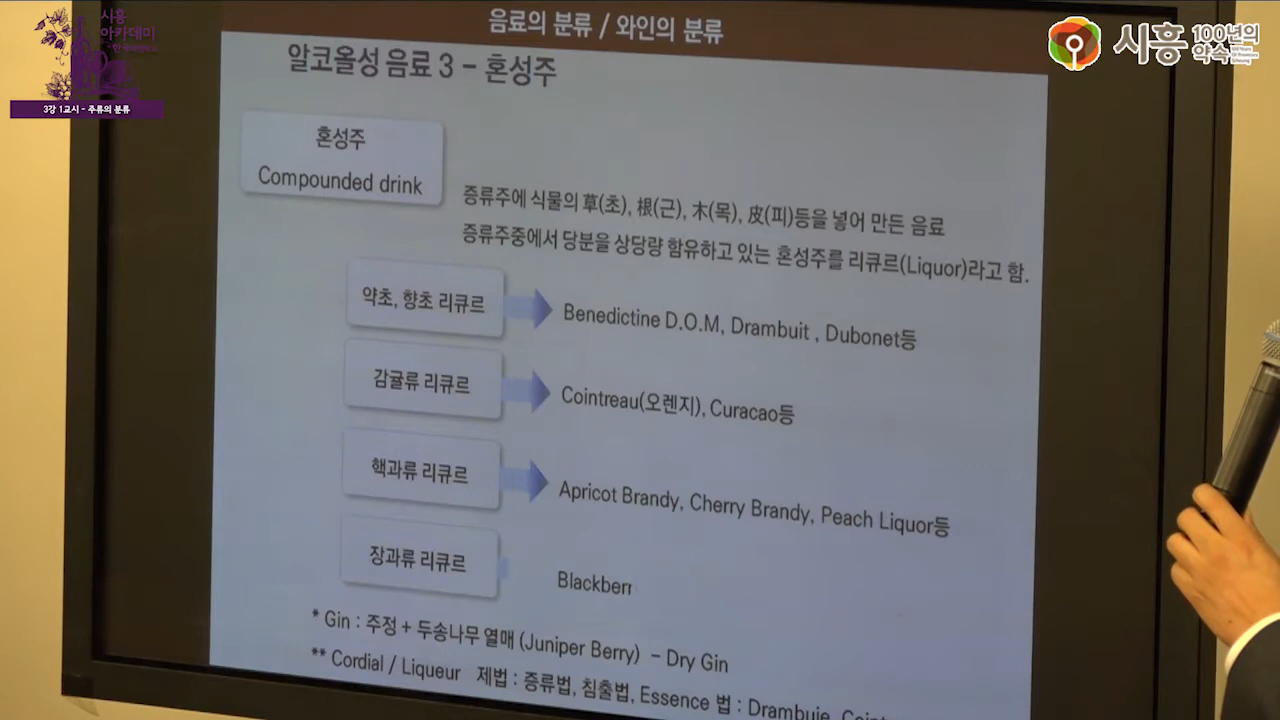 시흥
아카데미
3강 1교시 - 주류의 분류
음료의 분류 / 와인의 분류
시흥 100년의 약속
알코올성 음료 3 - 혼성주
혼성주
Compounded drink
증류주에 식물의 草(초), 根(근), 木(목), 皮(피)등을 넣어 만든 음료
증류주중에서 당분을 상당량 함유하고 있는 혼성주를 리큐르(Liquor)라고 함.
약초, 향초 리큐르
Benedictine D.O.M, Drambuit , Dubonet등
감귤류 리큐르
Cointreau(오렌지), Curacao등
핵과류 리큐르
Apricot Brandy, Cherry Brandy, Peach Liquor등
장과류 리큐르
Blackberr
* Gin : 주정 + 두송나무 열매 (Juniper Berry) - Dry Gin
** Cordial / Liqueur 제법 : 증류법, 침출법, Essence 법 : Drambuie,